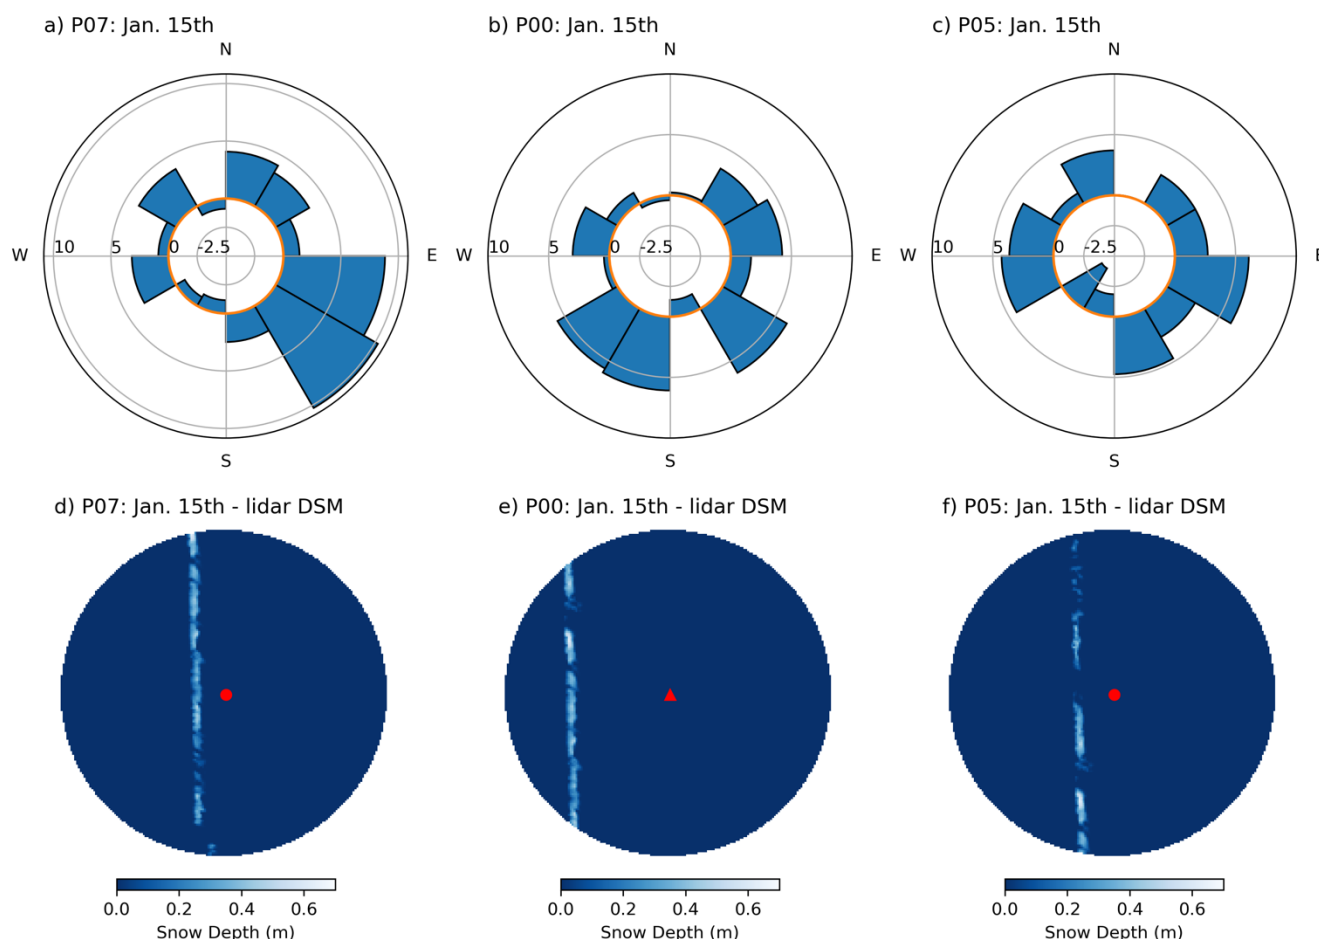 a) P07: Jan. 15th
b) P00: Jan. 15th
c) P05: Jan. 15th
N
N
N
W
10
5
0
-2.5
E
W
10
5
0
-2.5
E
W
10
5
0
-2.5
S
S
S
d) P07: Jan. 15th - lidar DSM
e) P00: Jan. 15th - lidar DSM
f) P05: Jan. 15th - lidar DSM
0.0 0.2 0.4 0.6
0.0 0.2 0.4 0.6
0.0 0.2 0.4 0.6
Snow Depth (m)
Snow Depth (m)
Snow Depth (m)